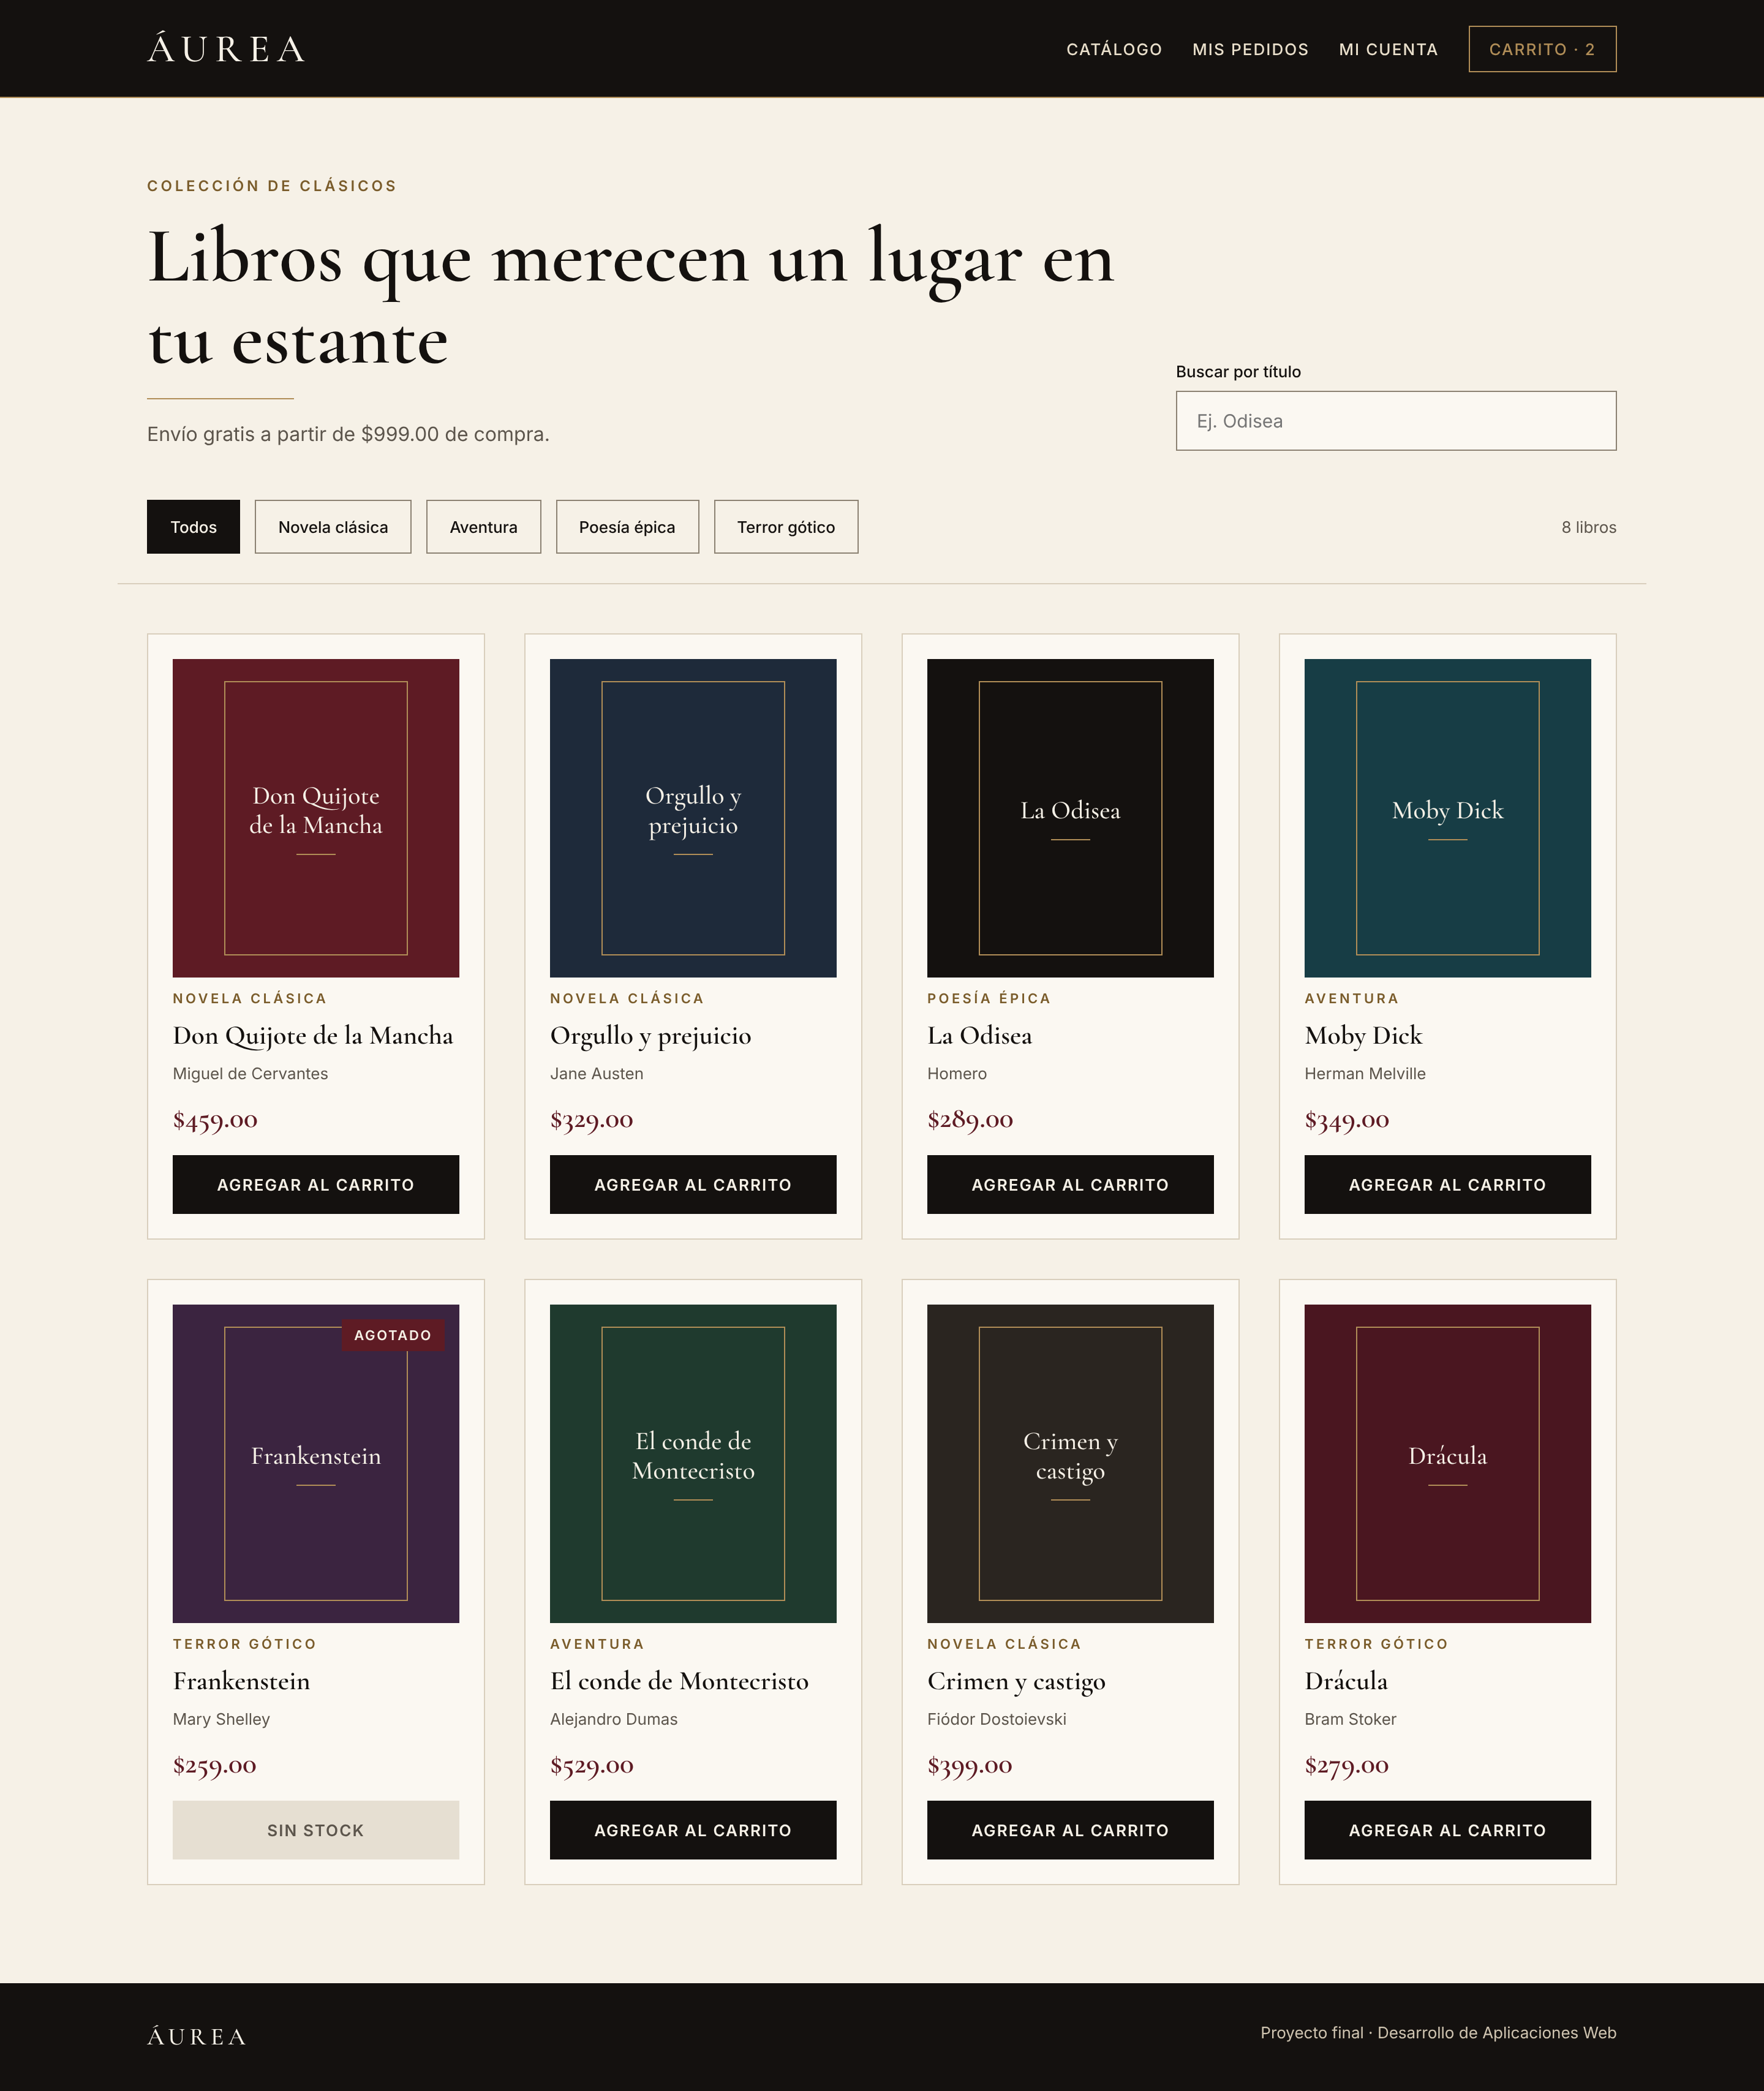 ÁUREA
CATÁLOGO
MIS PEDIDOS
MI CUENTA
CARRITO · 2
COLECCIÓN DE CLÁSICOS
Libros que merecen un lugar en
tu estante
Envío gratis a partir de $999.00 de compra.
Buscar por título
Ej. Odisea
Todos
Novela clásica
Aventura
Poesía épica
Terror gótico
8 libros
Don Quijote
de la Mancha
NOVELA CLÁSICA
Don Quijote de la Mancha
Miguel de Cervantes
$459.00
AGREGAR AL CARRITO
Orgullo y
prejuicio
NOVELA CLÁSICA
Orgullo y prejuicio
Jane Austen
$329.00
AGREGAR AL CARRITO
La Odisea
POESÍA ÉPICA
La Odisea
Homero
$289.00
AGREGAR AL CARRITO
Moby Dick
AVENTURA
Moby Dick
Herman Melville
$349.00
AGREGAR AL CARRITO
AGOTADO
Frankenstein
TERROR GÓTICO
Frankenstein
Mary Shelley
$259.00
SIN STOCK
El conde de
Montecristo
AVENTURA
El conde de Montecristo
Alejandro Dumas
$529.00
AGREGAR AL CARRITO
Crimen y
castigo
NOVELA CLÁSICA
Crimen y castigo
Fiódor Dostoievski
$399.00
AGREGAR AL CARRITO
Drácula
TERROR GÓTICO
Drácula
Bram Stoker
$279.00
AGREGAR AL CARRITO
ÁUREA
Proyecto final · Desarrollo de Aplicaciones Web